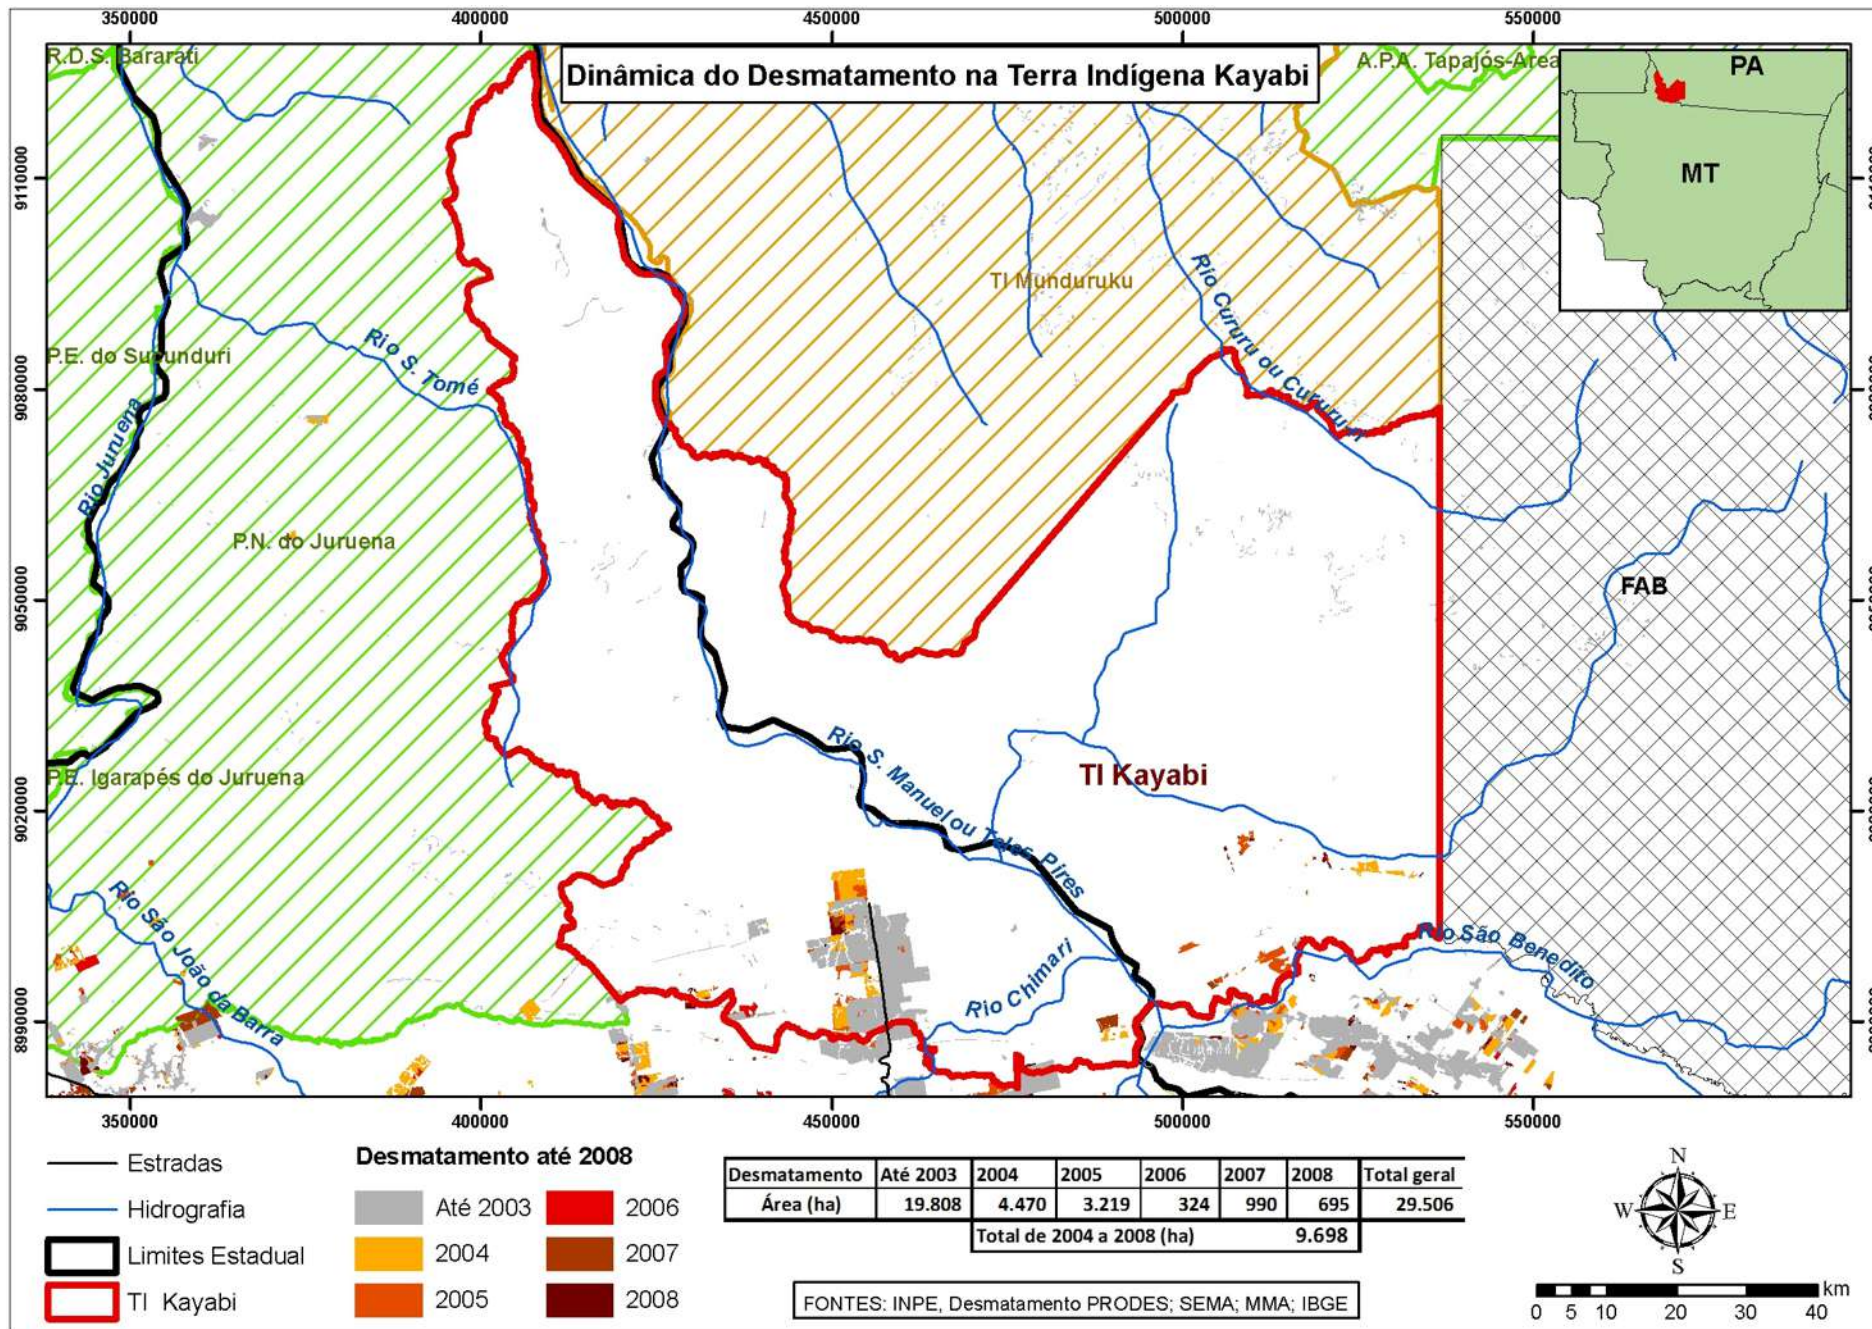 350000 400000 450000 500000 550000
R.D.S. Bararati
Dinâmica do Desmatamento na Terra Indígena Kayabi
A.P.A. Tapajós-Area
PA
MT
9110000
TI Munduruku
Rio Cururu ou Cururu-ri
P.E. do Sucunduri
Rio S. Tomé
9080000
Rio Juruena
P.N. do Juruena
9050000
FAB
P.E. Igarapés do Juruena
Rio S. Manuel ou Teles Pires
TI Kayabi
9020000
Rio São João da Barra
Rio Chimari
Rio São Benedito
8990000
350000 400000 450000 500000 550000
Estradas
Hidrografia
Limites Estadual
TI Kayabi
Desmatamento até 2008
Até 2003 2006
2004 2007
2005 2008
Desmatamento Até 2003 2004 2005 2006 2007 2008 Total geral
Área (ha) 19.808 4.470 3.219 324 990 695 29.506
Total de 2004 a 2008 (ha) 9.698
FONTES: INPE, Desmatamento PRODES; SEMA; MMA; IBGE
N
W E
S
km
0 5 10 20 30 40